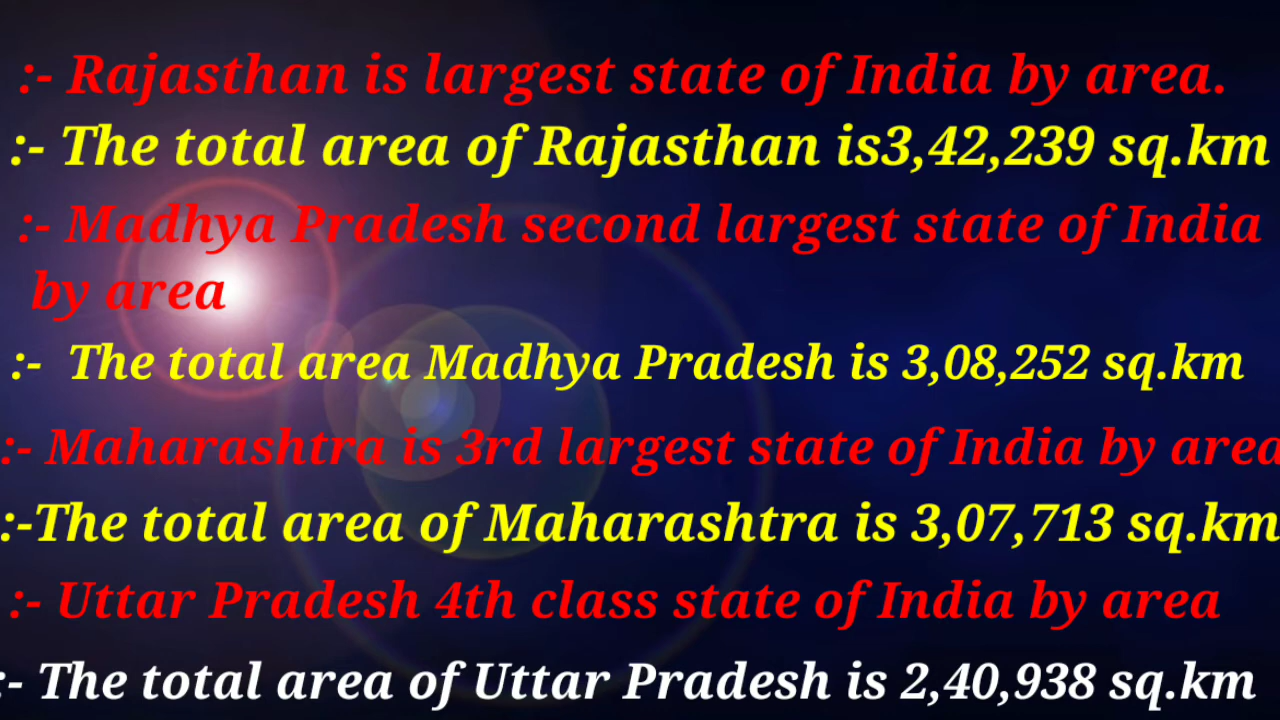 :- Rajasthan is largest state of India by area.
:- The total area of Rajasthan is3,42,239 sq.km
:- Madhya Pradesh second largest state of India
by area
:- The total area Madhya Pradesh is 3,08,252 sq.km
:- Maharashtra is 3rd largest state of India by area
:-The total area of Maharashtra is 3,07,713 sq.km
:- Uttar Pradesh 4th class state of India by area
:- The total area of Uttar Pradesh is 2,40,938 sq.km